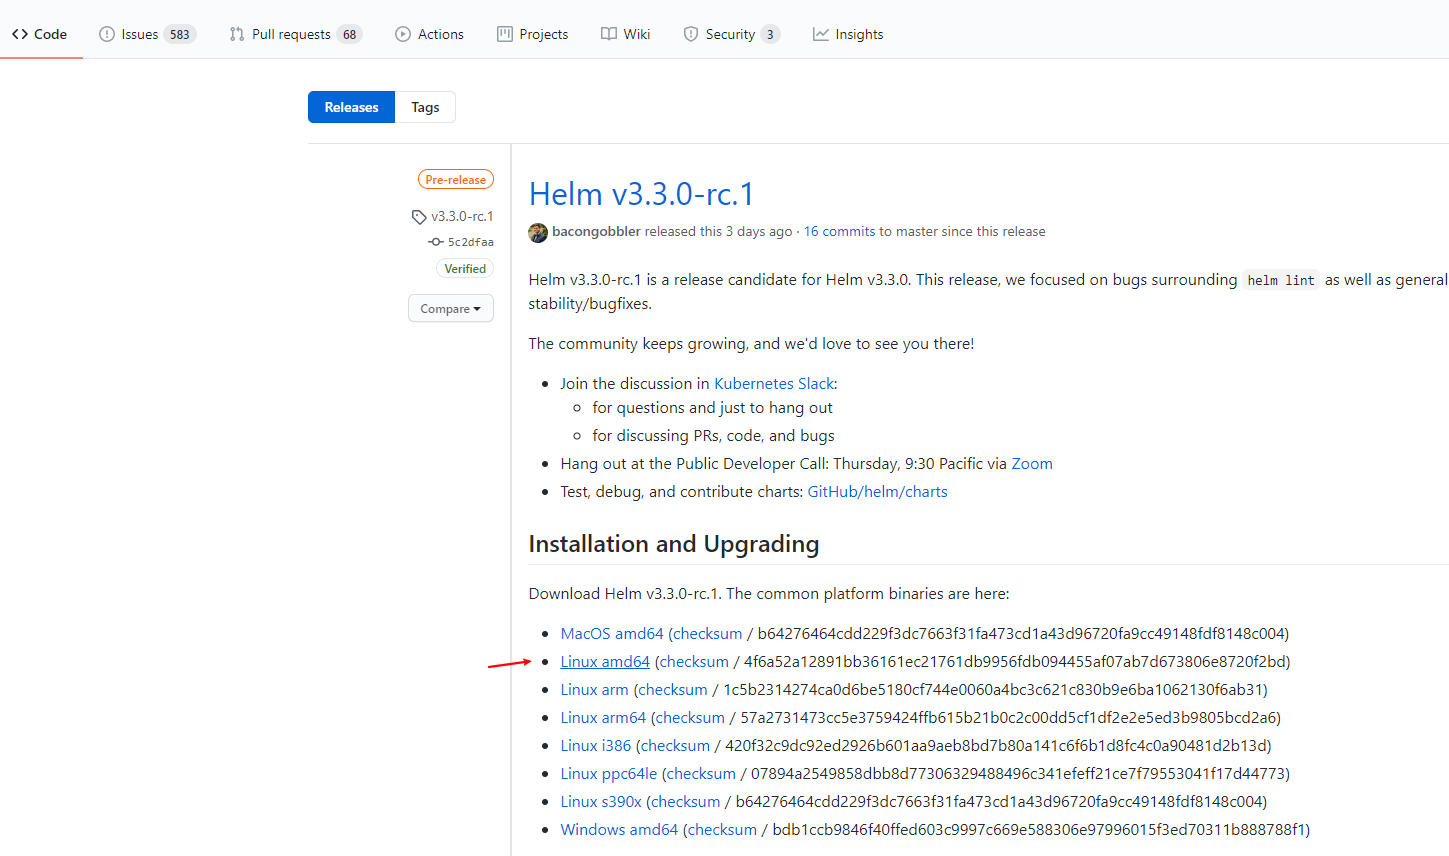 Code Issues 583 Pull requests 68 Actions Projects Wiki Security 3 Insights
Releases Tags
Pre-release
v3.3.0-rc.1
5c2dfaa
Verified
Compare
Helm v3.3.0-rc.1
bacongobbler released this 3 days ago · 16 commits to master since this release
Helm v3.3.0-rc.1 is a release candidate for Helm v3.3.0. This release, we focused on bugs surrounding helm lint as well as general
stability/bugfixes.
The community keeps growing, and we'd love to see you there!
Join the discussion in Kubernetes Slack:
for questions and just to hang out
for discussing PRs, code, and bugs
Hang out at the Public Developer Call: Thursday, 9:30 Pacific via Zoom
Test, debug, and contribute charts: GitHub/helm/charts
Installation and Upgrading
Download Helm v3.3.0-rc.1. The common platform binaries are here:
MacOS amd64 (checksum / b64276464cdd229f3dc7663f31fa473cd1a43d96720fa9cc49148fdf8148c004)
Linux amd64 (checksum / 4f6a52a12891bb36161ec21761db9956fdb094455af07ab7d673806e8720f2bd)
Linux arm (checksum / 1c5b2314274ca0d6be5180cf744e0060a4bc3c621c830b9e6ba1062130f6ab31)
Linux arm64 (checksum / 57a2731473cc5e3759424ffb615b21b0c2c00dd5cf1df2e2e5ed3b9805bcd2a6)
Linux i386 (checksum / 420f32c9dc92ed2926b601aa9aeb8bd7b80a141c6f6b1d8fc4c0a90481d2b13d)
Linux ppc64le (checksum / 07894a2549858dbb8d77306329488496c341efeff21ce7f79553041f17d44773)
Linux s390x (checksum / b64276464cdd229f3dc7663f31fa473cd1a43d96720fa9cc49148fdf8148c004)
Windows amd64 (checksum / bdb1ccb9846f40ffed603c9997c669e588306e97996015f3ed70311b888788f1)